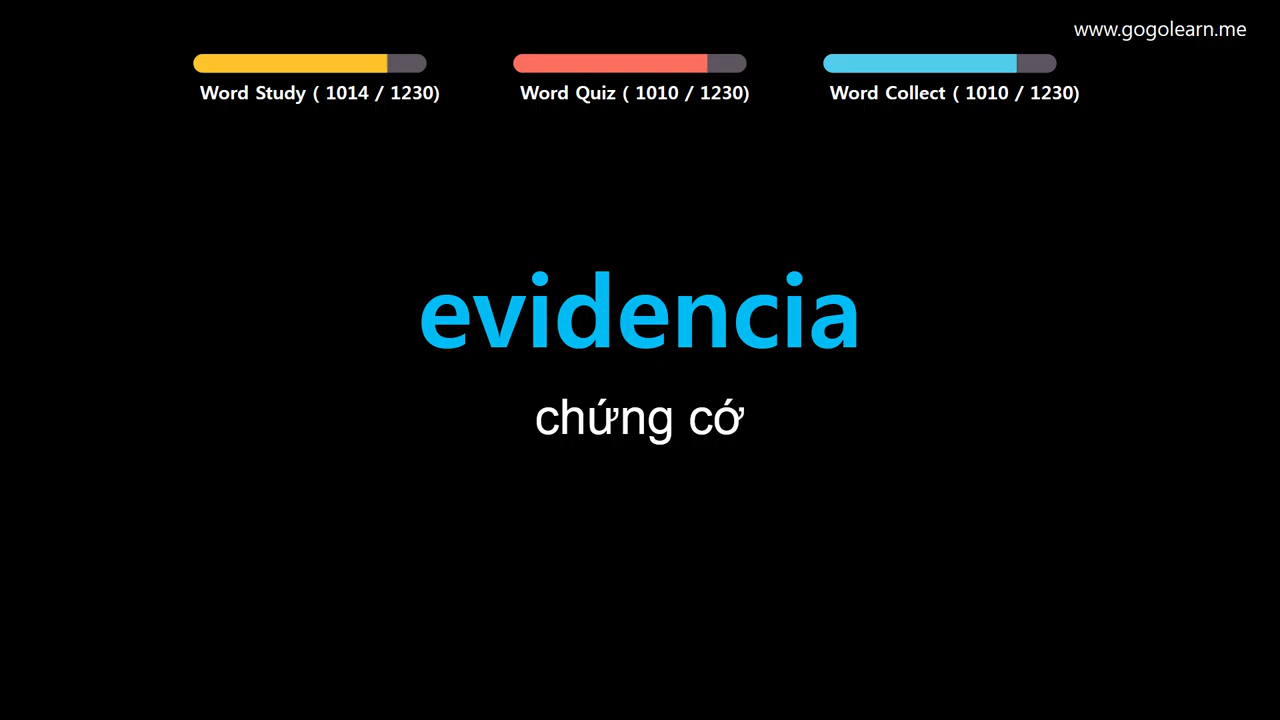 www.gogolearn.me
Word Study ( 1014 / 1230)
Word Quiz ( 1010 / 1230)
Word Collect ( 1010 / 1230)
evidencia
chứng cớ